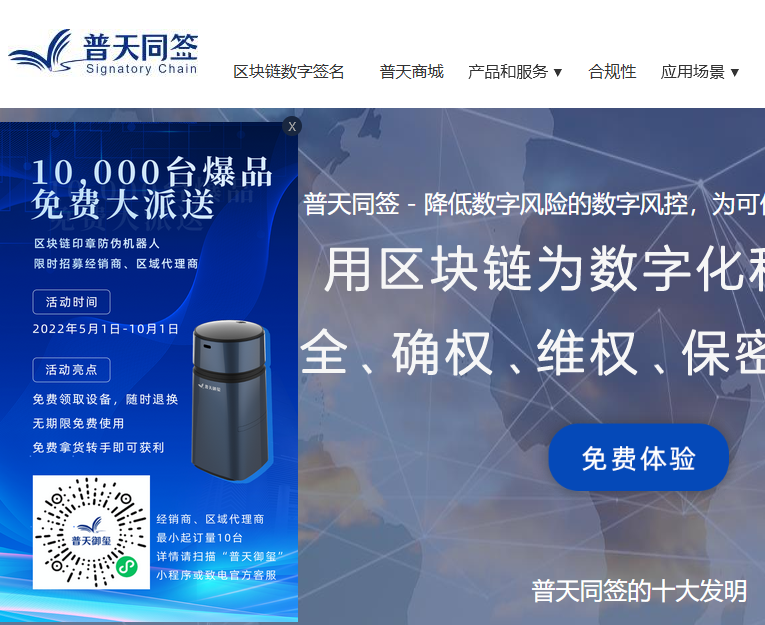 普天同签
Signatory Chain
区块链数字签名 普天商城 产品和服务 ▼ 合规性 应用场景 ▼
X
10,000台爆品
免费大派送
区块链印章防伪机器人
限时招募经销商、区域代理商
活动时间
2022年5月1日-10月1日
活动亮点
免费领取设备，随时退换
无期限免费使用
免费拿货转手即可获利
普天同签
普天御玺
经销商、区域代理商
最小起订量10台
详情请扫描“普天御玺”
小程序或致电官方客服
普天同签 - 降低数字风险的数字风控，为可
用区块链为数字化
全、确权、维权、保密
免费体验
普天同签的十大发明